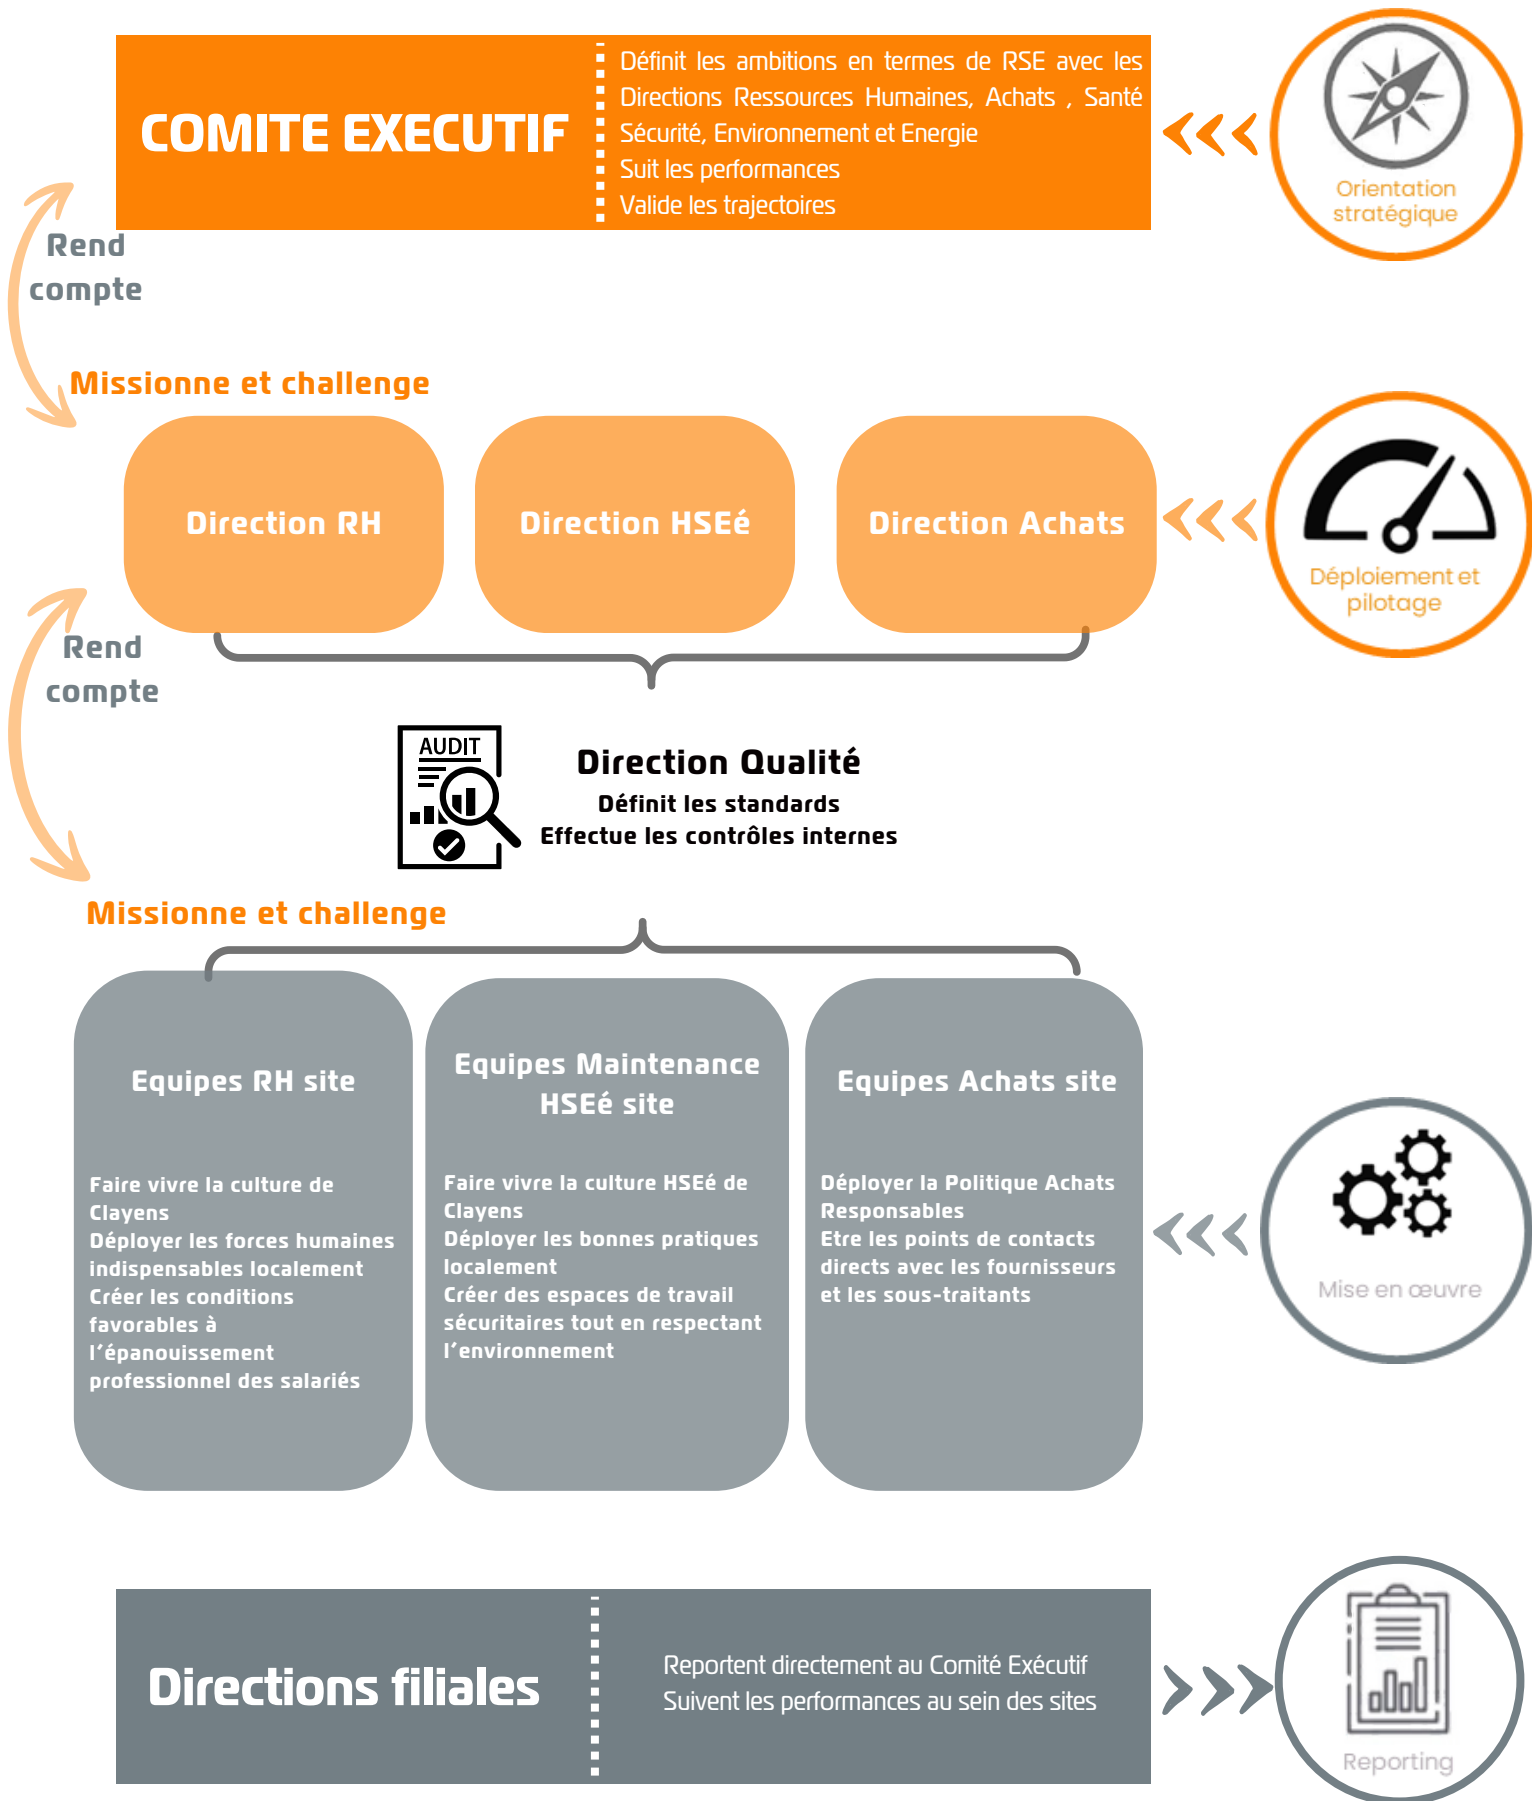 COMITE EXECUTIF
Définit les ambitions en termes de RSE avec les
Directions Ressources Humaines, Achats , Santé
Sécurité, Environnement et Energie
Suit les performances
Valide les trajectoires
Orientation
stratégique
Rend
compte
Missionne et challenge
Direction RH
Direction HSEé
Direction Achats
Déploiement et
pilotage
Rend
compte
AUDIT
Direction Qualité
Définit les standards
Effectue les contrôles internes
Missionne et challenge
Equipes RH site
Faire vivre la culture de
Clayens
Déployer les forces humaines
indispensables localement
Créer les conditions
favorables à
l'épanouissement
professionnel des salariés
Equipes Maintenance
HSEé site
Faire vivre la culture HSEé de
Clayens
Déployer les bonnes pratiques
localement
Créer des espaces de travail
sécuritaires tout en respectant
l'environnement
Equipes Achats site
Déployer la Politique Achats
Responsables
Etre les points de contacts
directs avec les fournisseurs
et les sous-traitants
Mise en œuvre
Directions filiales
Reportent directement au Comité Exécutif
Suivent les performances au sein des sites
Reporting